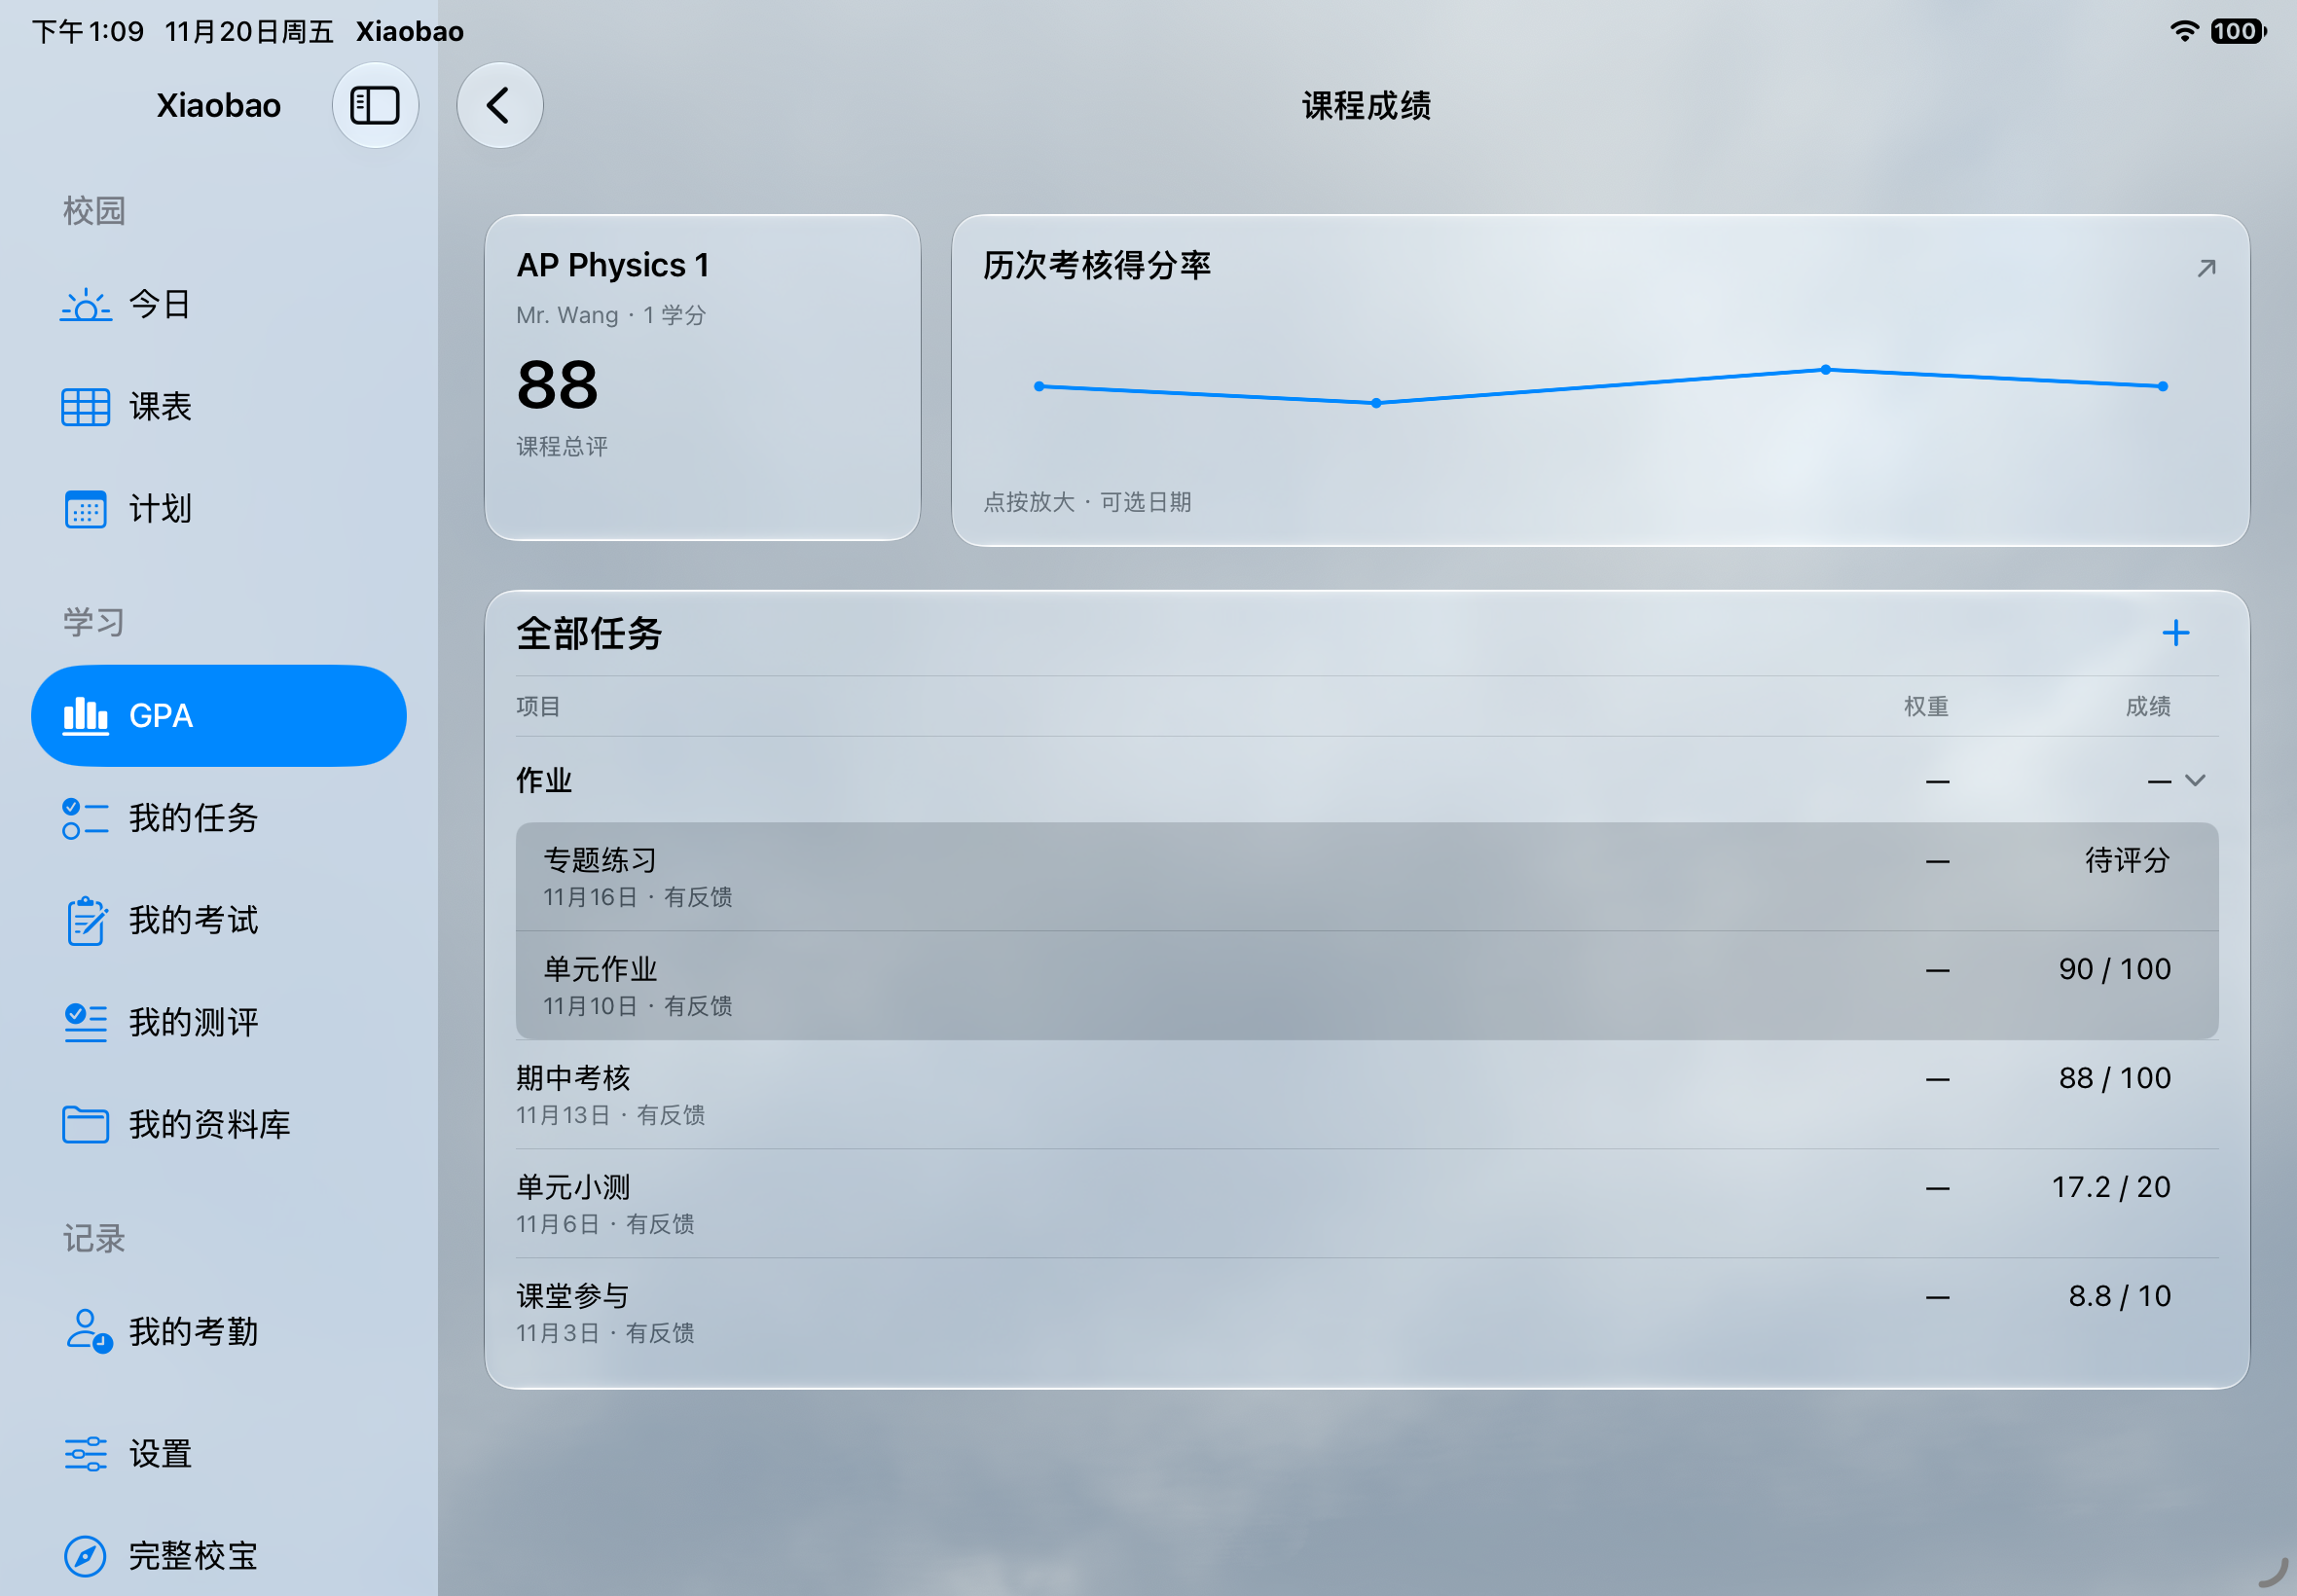 下午1:09 11月20日周五 Xiaobao
100
Xiaobao
校园
今日
课表
计划
学习
GPA
我的任务
我的考试
我的测评
我的资料库
记录
我的考勤
设置
完整校宝
课程成绩
AP Physics 1
Mr. Wang · 1 学分
88
课程总评
历次考核得分率
点按放大 · 可选日期
全部任务
项目 权重 成绩
作业 — —
专题练习 — 待评分
11月16日 · 有反馈
单元作业 — 90 / 100
11月10日 · 有反馈
期中考核 — 88 / 100
11月13日 · 有反馈
单元小测 — 17.2 / 20
11月6日 · 有反馈
课堂参与 — 8.8 / 10
11月3日 · 有反馈